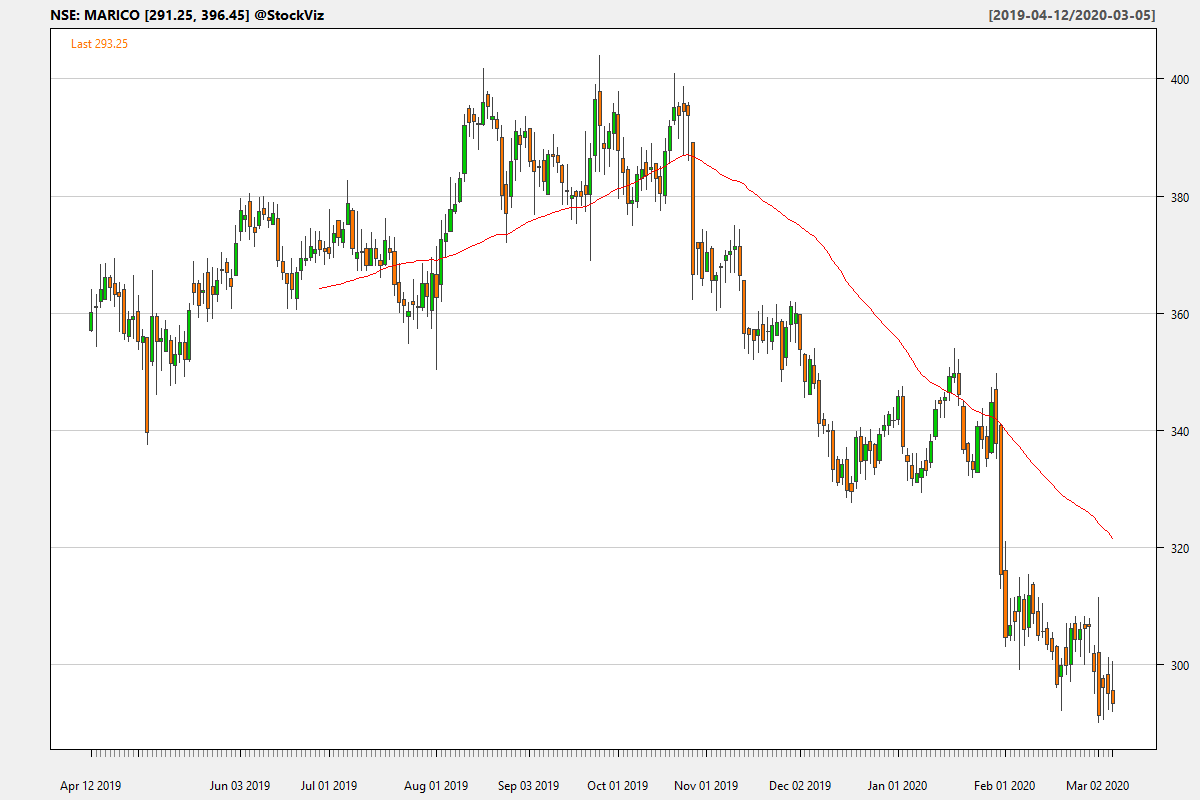 NSE: MARICO [291.25, 396.45] @StockViz [2019-04-12/2020-03-05]
Last 293.25
400
380
360
340
320
300
Apr 12 2019 Jun 03 2019 Jul 01 2019 Aug 01 2019 Sep 03 2019 Oct 01 2019 Nov 01 2019 Dec 02 2019 Jan 01 2020 Feb 01 2020 Mar 02 2020